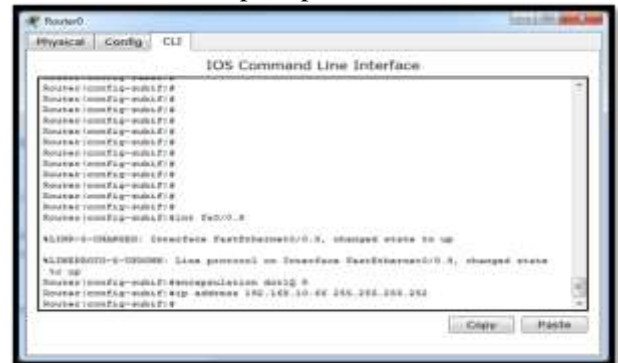 Router0
Physical Config CLI
IOS Command Line Interface
Router(config-subif)#
Router(config-subif)#
Router(config-subif)#
Router(config-subif)#
Router(config-subif)#
Router(config-subif)#
Router(config-subif)#
Router(config-subif)#
Router(config-subif)#
Router(config-subif)#
Router(config-subif)#
Router(config-subif)#int fa0/0.
%LINK-5-CHANGED: Interface FastEthernet0/0. changed state to up
%LINEPROTO-5-UPDOWN: Line protocol on Interface FastEthernet0/0. changed state
to up
Router(config-subif)#encapsulation dot1Q
Router(config-subif)#ip address 192.168.10.66 255.255.255.252
Router(config-subif)#
Copy Paste